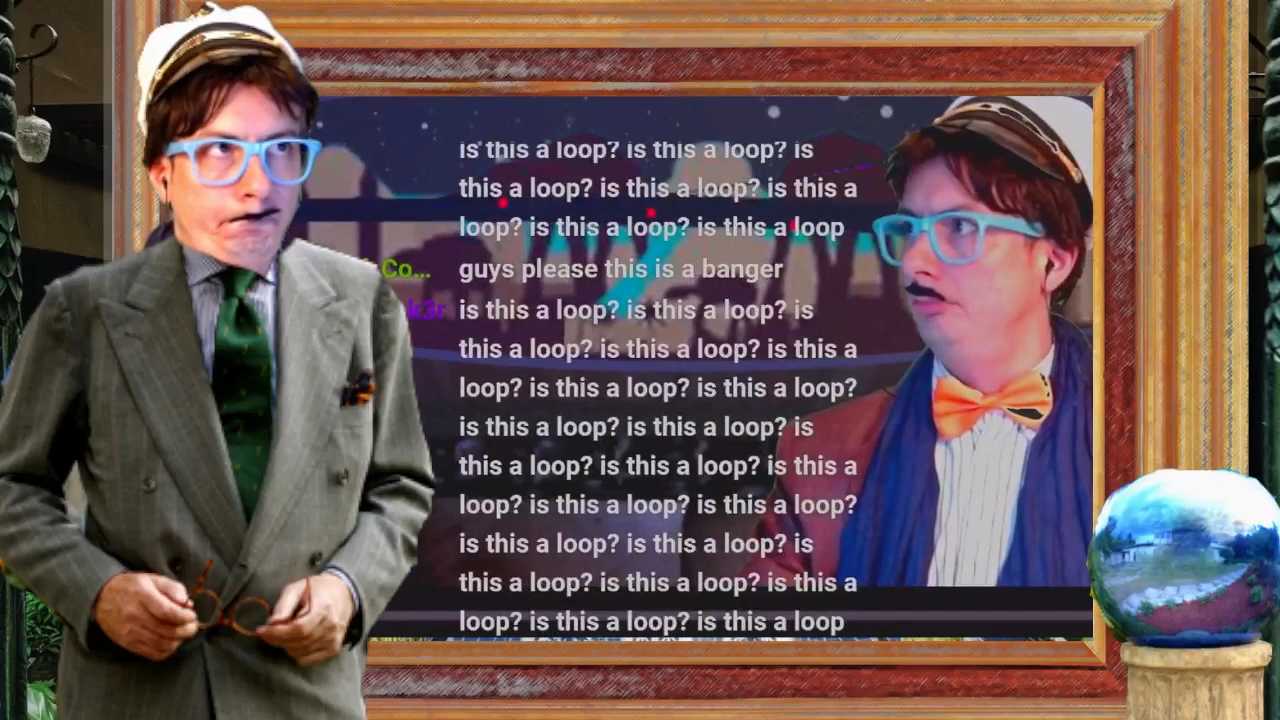 is this a loop? is this a loop? is
this a loop? is this a loop? is this a
loop? is this a loop? is this a loop
Co... guys please this is a banger
k3r is this a loop? is this a loop? is
this a loop? is this a loop? is this a
loop? is this a loop? is this a loop?
is this a loop? is this a loop? is
this a loop? is this a loop? is this a
loop? is this a loop? is this a loop?
is this a loop? is this a loop? is
this a loop? is this a loop? is this a
loop? is this a loop? is this a loop